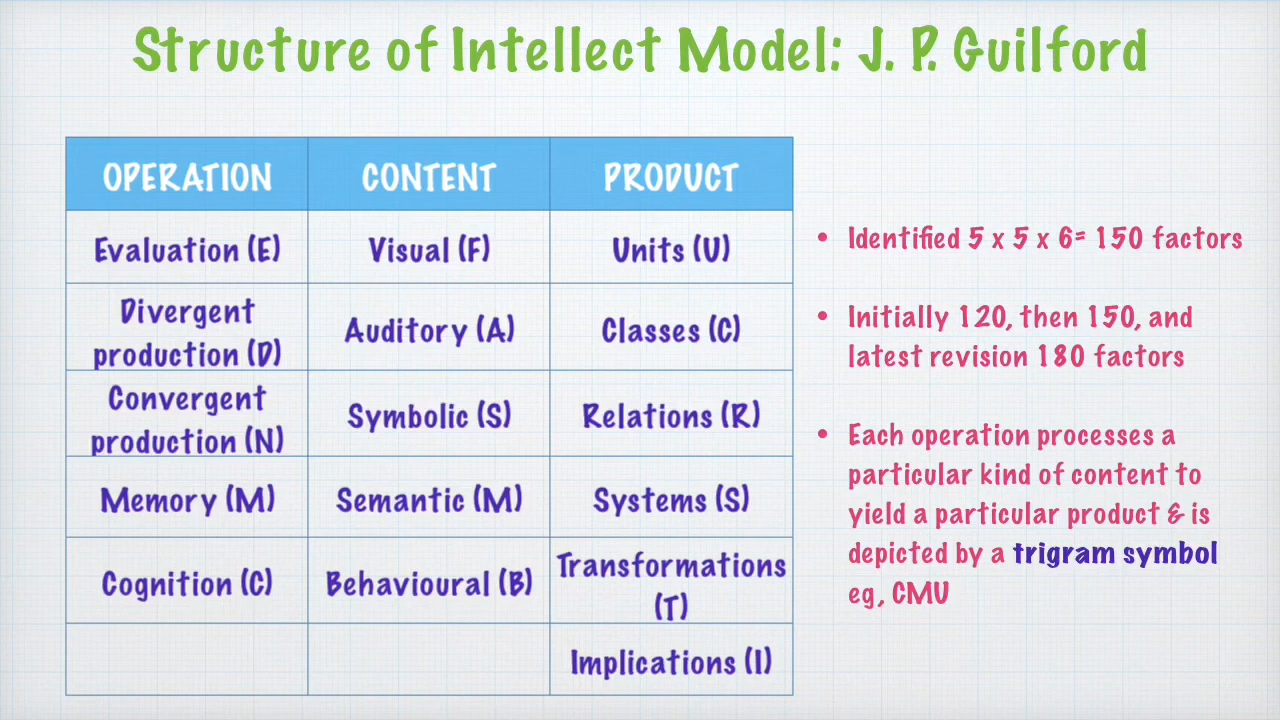 Structure of Intellect Model: J. P. Guilford
OPERATION CONTENT PRODUCT
Evaluation (E) Visual (F) Units (U)
Divergent
production (D) Auditory (A) Classes (C)
Convergent
production (N) Symbolic (S) Relations (R)
Memory (M) Semantic (M) Systems (S)
Cognition (C) Behavioural (B) Transformations
(T)
Implications (I)
• Identified 5 x 5 x 6= 150 factors
• Initially 120, then 150, and
latest revision 180 factors
• Each operation processes a
particular kind of content to
yield a particular product & is
depicted by a trigram symbol
eg, CMU